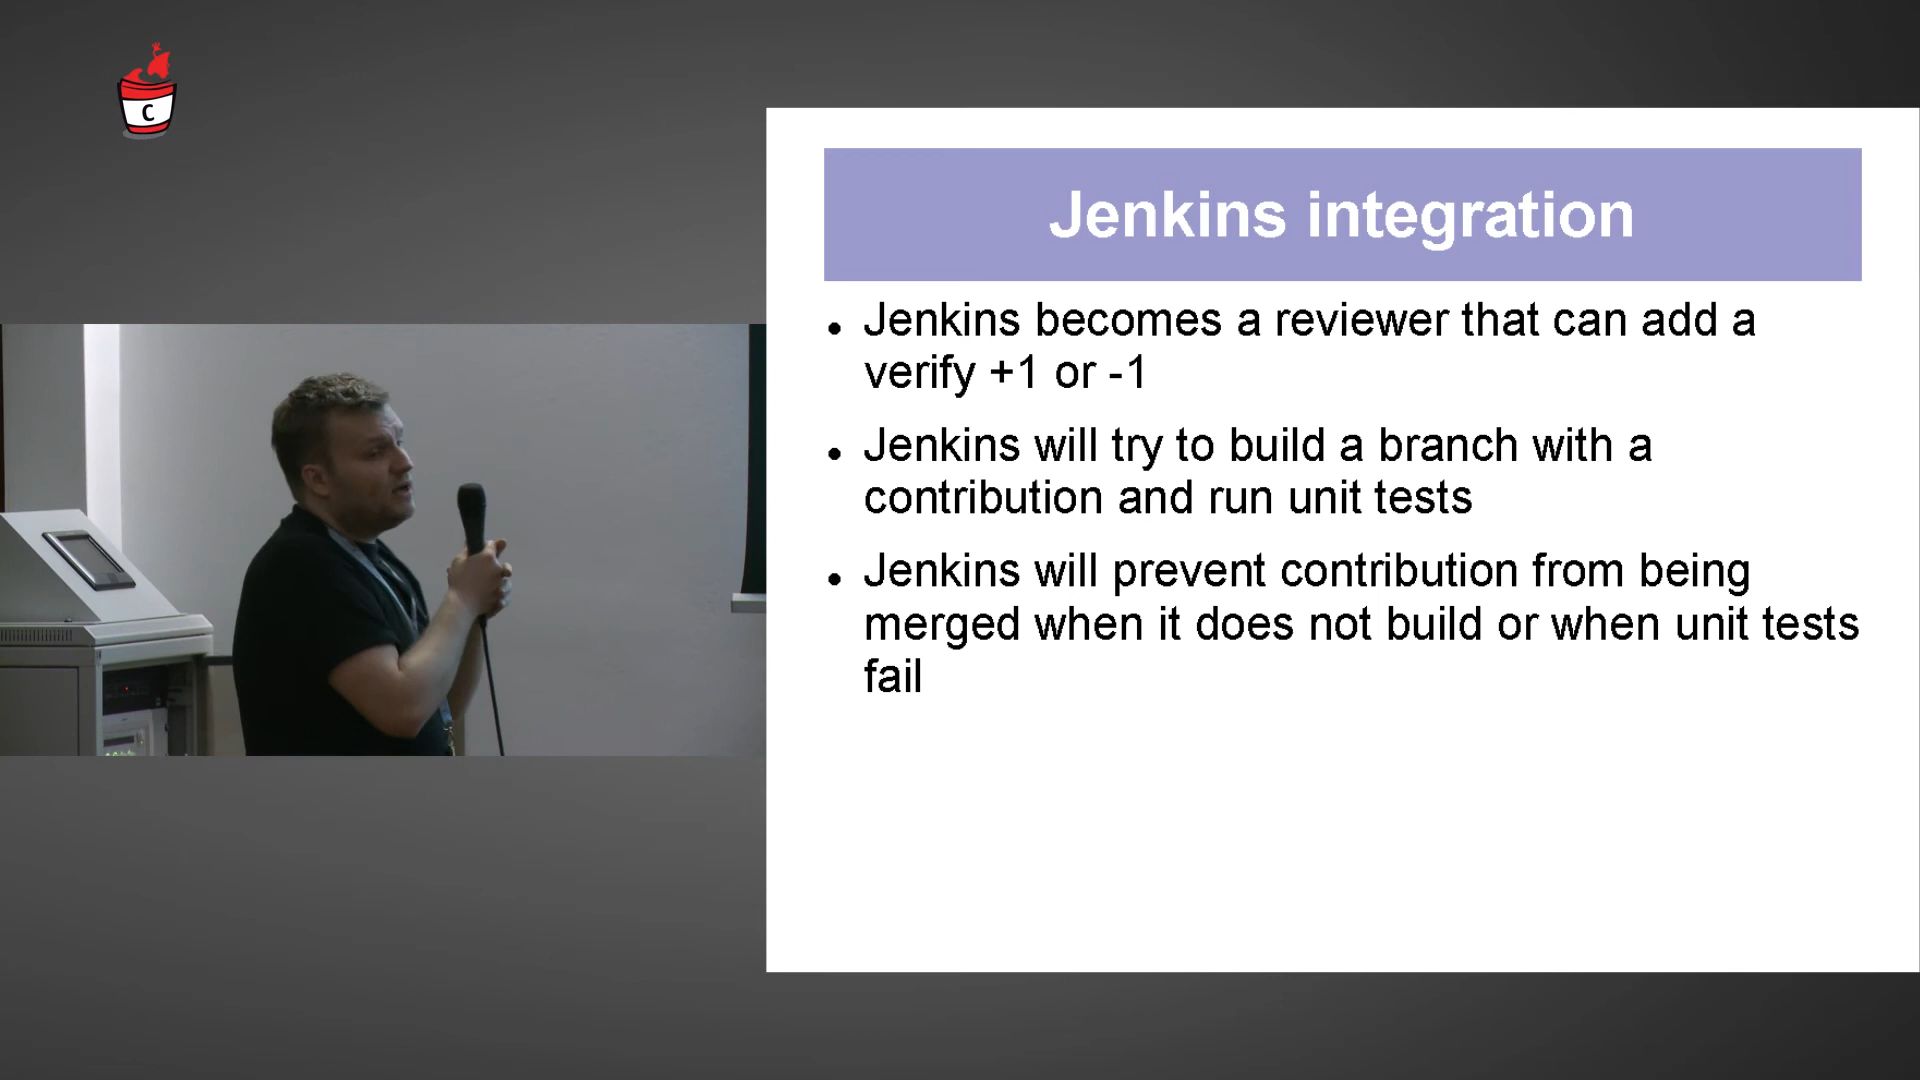 C
Jenkins integration
• Jenkins becomes a reviewer that can add a
verify +1 or -1
• Jenkins will try to build a branch with a
contribution and run unit tests
• Jenkins will prevent contribution from being
merged when it does not build or when unit tests
fail